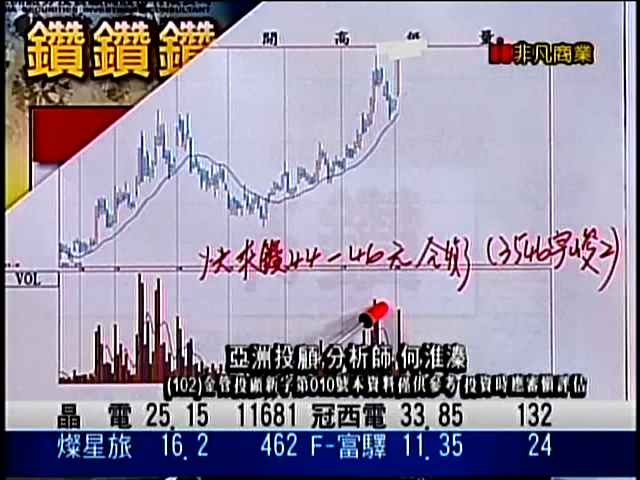 鑽鑽鑽
開 高 低 量
非凡商業
快來鑽44-46元全彩 (3546宇峻2)
VOL
亞洲投顧 分析師 何淮溱
(102)金管投顧新字第010號本資料僅供參考 投資時應審慎評估
晶 電 25.15 11681 冠西電 33.85 132
燦星旅 16.2 462 F-富驛 11.35 24